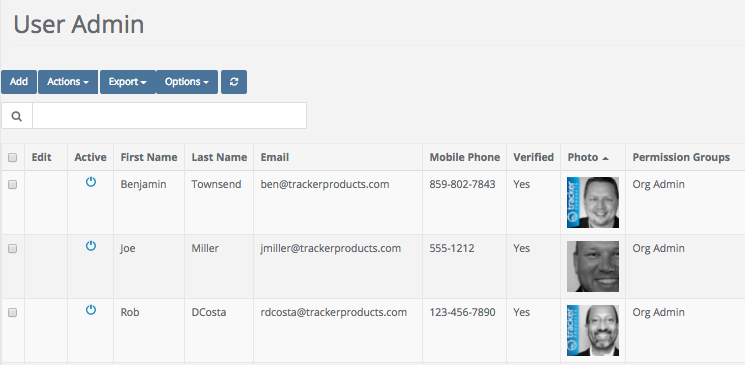 User Admin
Add Actions Export Options
Edit Active First Name Last Name Email Mobile Phone Verified Photo Permission Groups
Benjamin Townsend ben@trackerproducts.com 859-802-7843 Yes tracker Org Admin
Joe Miller jmiller@trackerproducts.com 555-1212 Yes Org Admin
Rob DCosta rdcosta@trackerproducts.com 123-456-7890 Yes tracker Org Admin